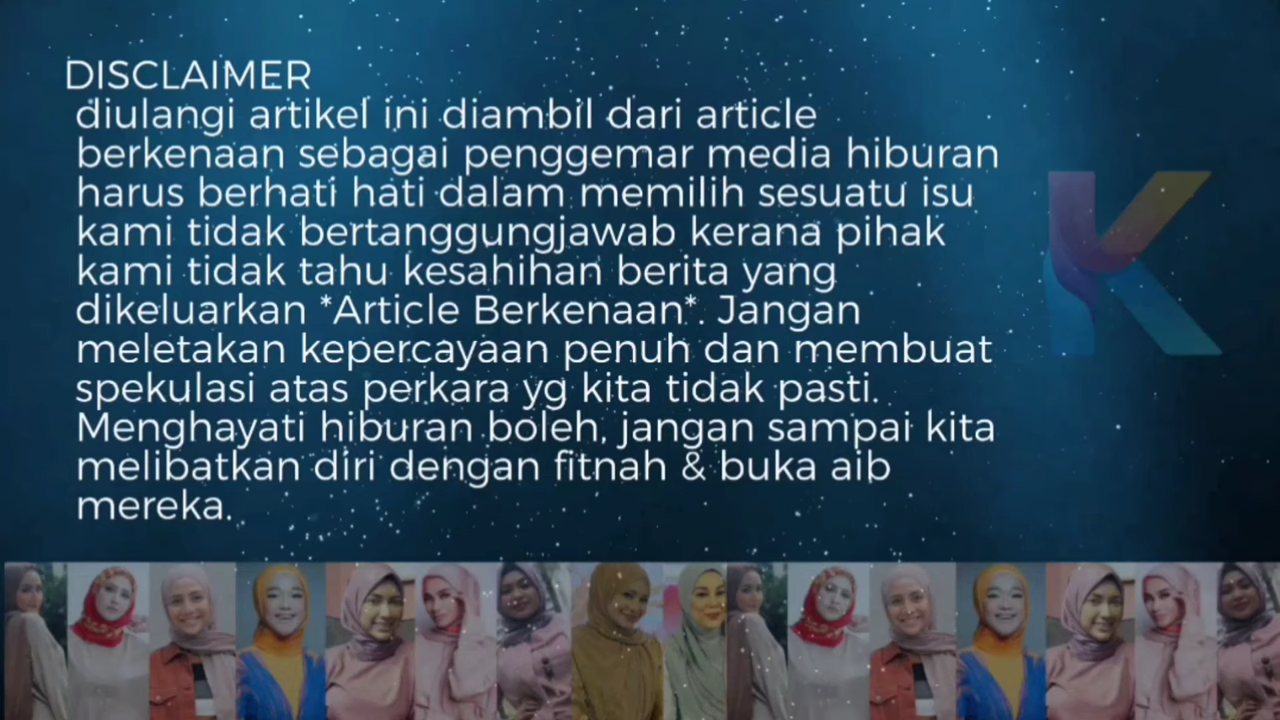 DISCLAIMER
diulangi artikel ini diambil dari article
berkenaan sebagai penggemar media hiburan
harus berhati hati dalam memilih sesuatu isu
kami tidak bertanggungjawab kerana pihak
kami tidak tahu kesahihan berita yang
dikeluarkan *Article Berkenaan*. Jangan
meletakan kepercayaan penuh dan membuat
spekulasi atas perkara yg kita tidak pasti.
Menghayati hiburan boleh, jangan sampai kita
melibatkan diri dengan fitnah & buka aib
mereka.
K